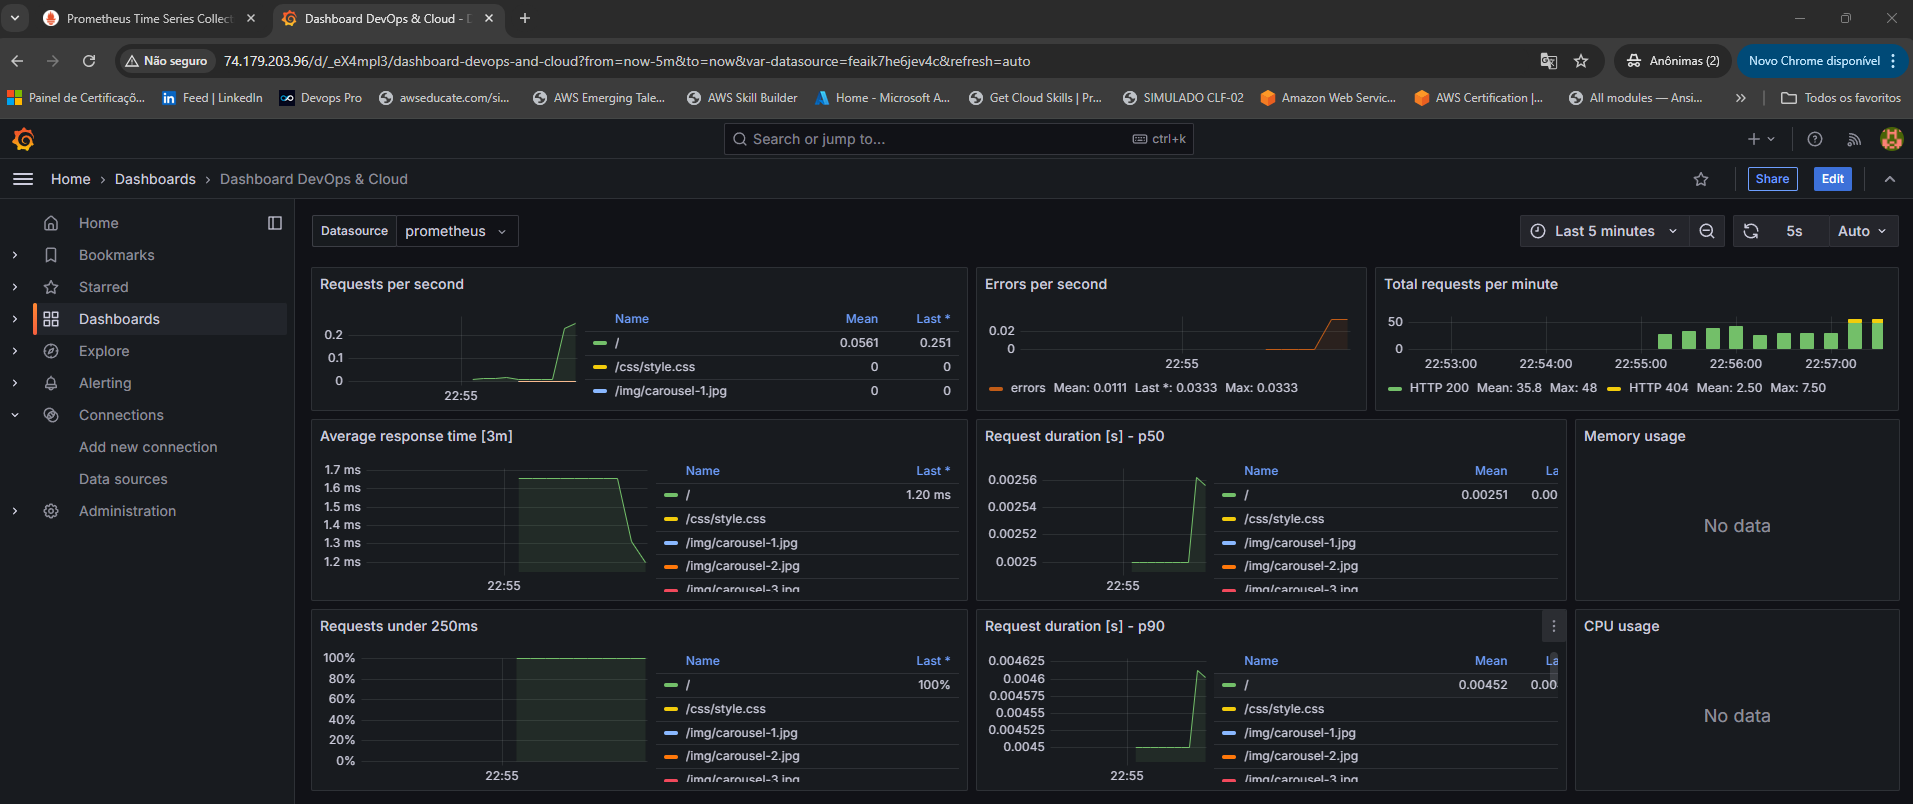 Prometheus Time Series Collect
Dashboard DevOps & Cloud - D
Não seguro
74.179.203.96/d/_eX4mpl3/dashboard-devops-and-cloud?from=now-5m&to=now&var-datasource=feaik7he6jev4c&refresh=auto
Anônimas (2)
Novo Chrome disponível
Painel de Certificaçõ...
Feed | LinkedIn
Devops Pro
awseducate.com/si...
AWS Emerging Tale...
AWS Skill Builder
Home - Microsoft A...
Get Cloud Skills | Pr...
SIMULADO CLF-02
Amazon Web Servic...
AWS Certification |...
All modules — Ansi...
Todos os favoritos
Search or jump to...
ctrl+k
Home › Dashboards › Dashboard DevOps & Cloud
Share
Edit
Home
Bookmarks
Starred
Dashboards
Explore
Alerting
Connections
Add new connection
Data sources
Administration
Datasource
prometheus
Last 5 minutes
5s
Auto
Requests per second
0.2
0.1
0
22:55
Name Mean Last *
/ 0.0561 0.251
/css/style.css 0 0
/img/carousel-1.jpg 0 0
Errors per second
0.02
0
22:55
errors Mean: 0.0111 Last *: 0.0333 Max: 0.0333
Total requests per minute
50
0
22:53:00 22:54:00 22:55:00 22:56:00 22:57:00
HTTP 200 Mean: 35.8 Max: 48 HTTP 404 Mean: 2.50 Max: 7.50
Average response time [3m]
1.7 ms
1.6 ms
1.5 ms
1.4 ms
1.3 ms
1.2 ms
22:55
Name Last *
/ 1.20 ms
/css/style.css
/img/carousel-1.jpg
/img/carousel-2.jpg
/img/carousel-3.jpg
Request duration [s] - p50
0.00256
0.00254
0.00252
0.0025
22:55
Name Mean La
/ 0.00251 0.00
/css/style.css
/img/carousel-1.jpg
/img/carousel-2.jpg
/img/carousel-3.jpg
Memory usage
No data
Requests under 250ms
100%
80%
60%
40%
20%
0%
22:55
Name Last *
/ 100%
/css/style.css
/img/carousel-1.jpg
/img/carousel-2.jpg
/img/carousel-3.jpg
Request duration [s] - p90
0.004625
0.0046
0.004575
0.00455
0.004525
0.0045
22:55
Name Mean La
/ 0.00452 0.00
/css/style.css
/img/carousel-1.jpg
/img/carousel-2.jpg
/img/carousel-3.jpg
CPU usage
No data